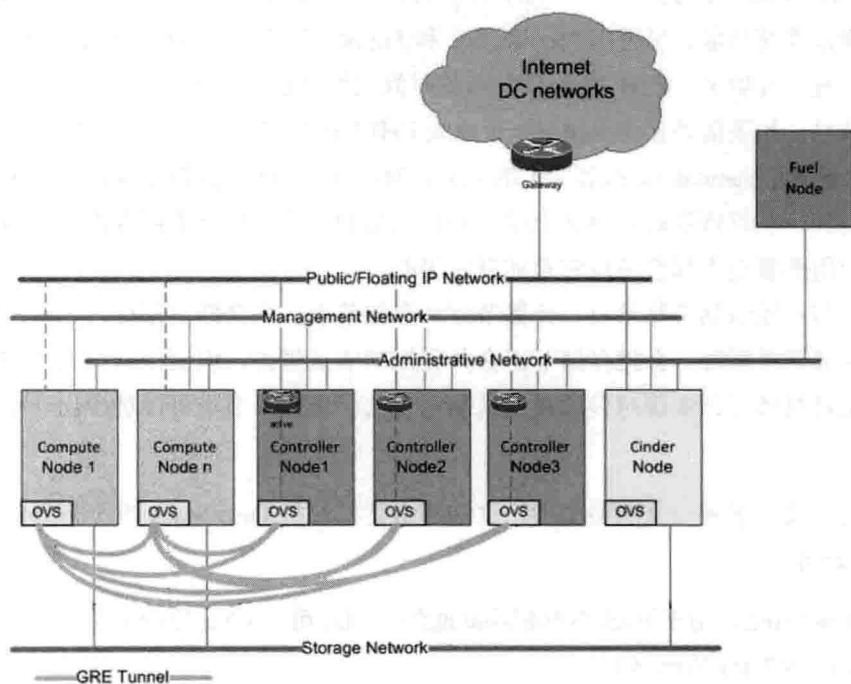 Internet
DC networks
Gateway
Fuel
Node
Public/Floating IP Network
Management Network
Administrative Network
Compute
Node 1
Compute
Node n
active
Controller
Node1
Controller
Node2
Controller
Node3
Cinder
Node
OVS
OVS
OVS
OVS
OVS
OVS
Storage Network
GRE Tunnel